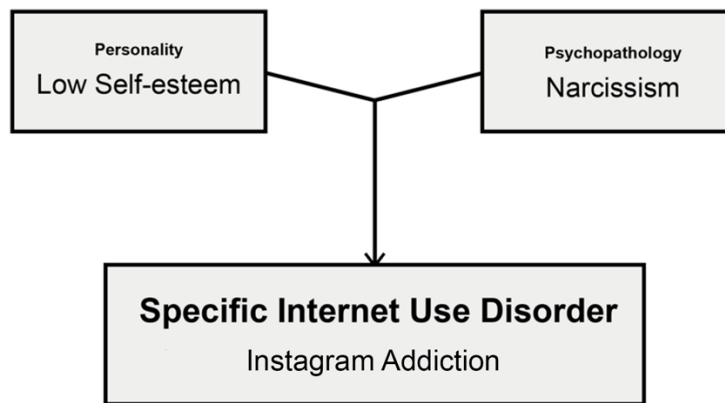 Personality
Low Self-esteem
Psychopathology
Narcissism
Specific Internet Use Disorder
Instagram Addiction